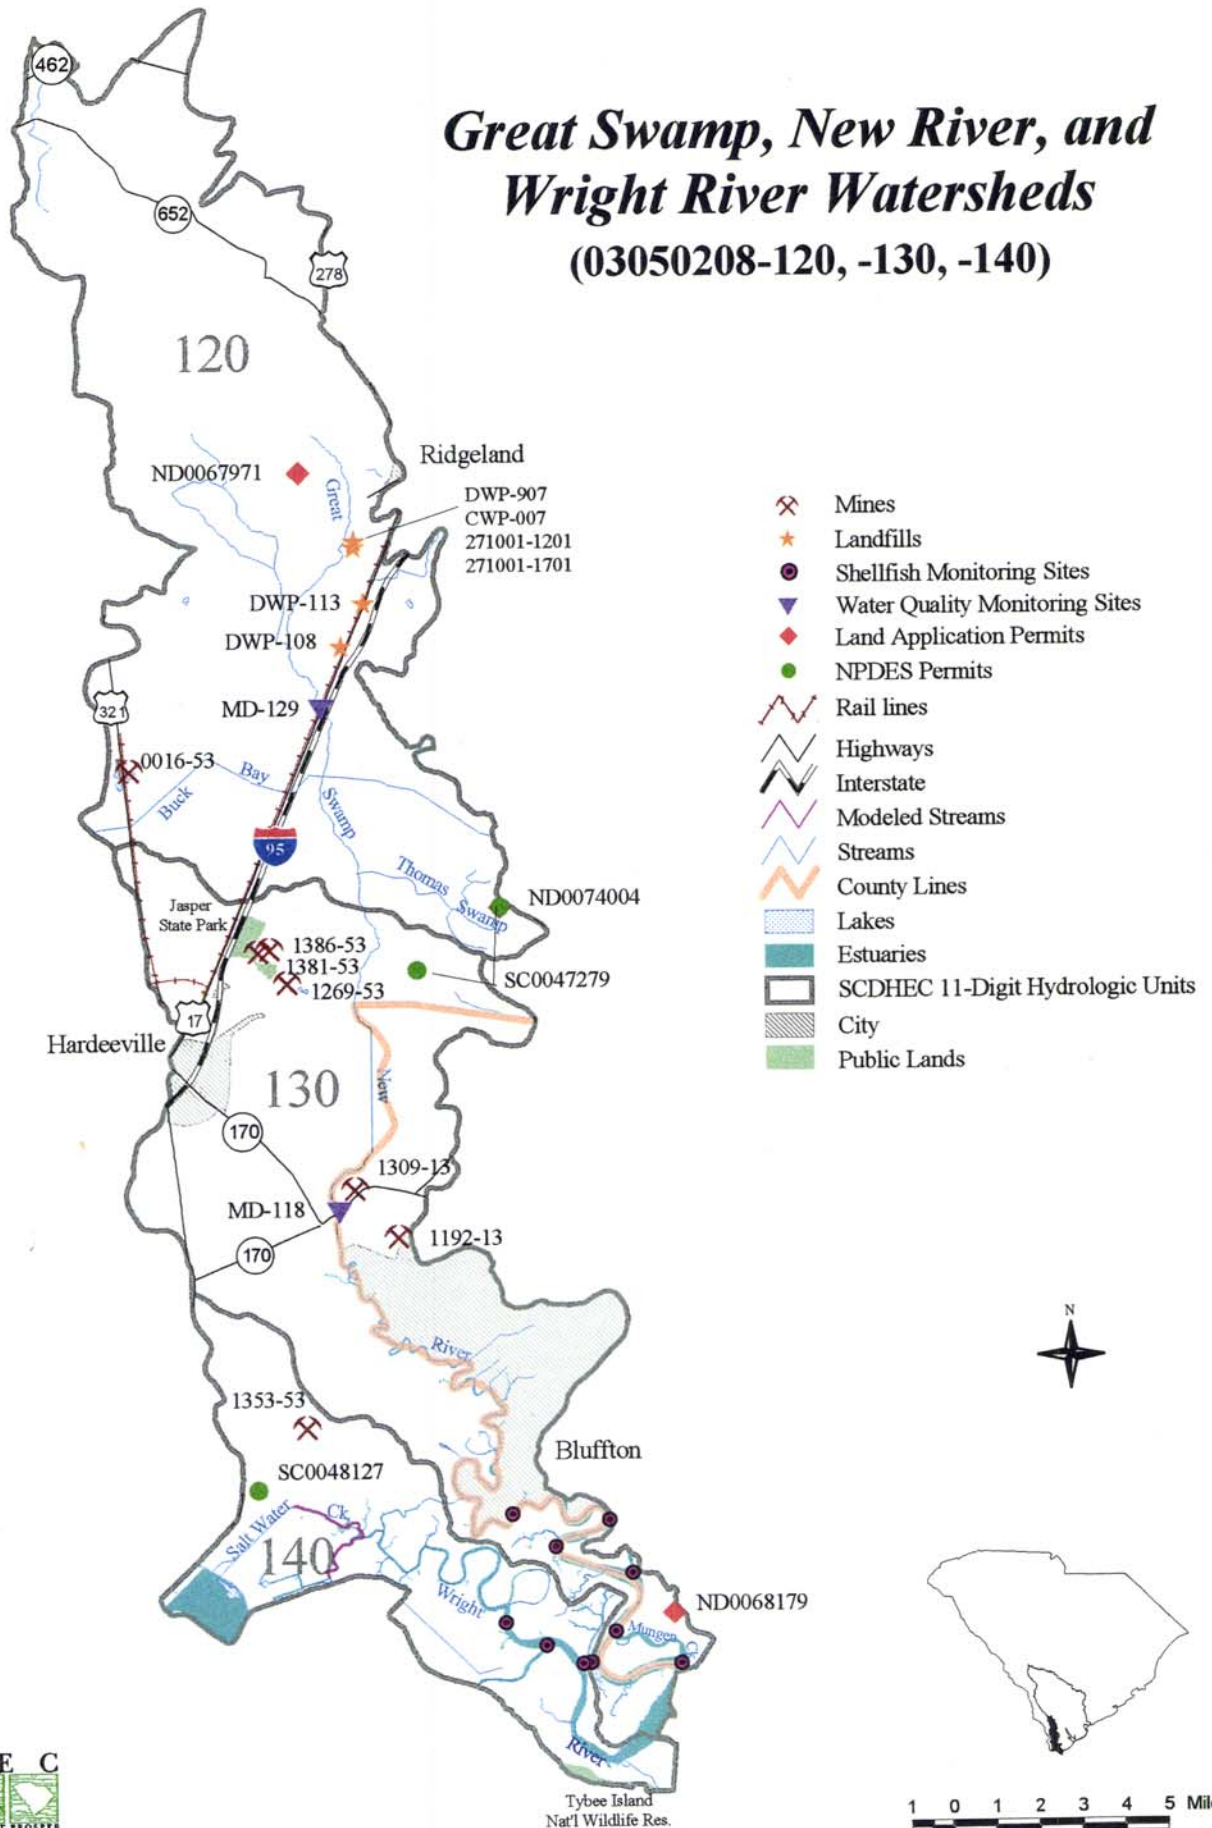 Great Swamp, New River, and
Wright River Watersheds
(03050208-120, -130, -140)
462
652
278
120
Ridgeland
ND0067971
Great
DWP-907
CWP-007
271001-1201
271001-1701
DWP-113
DWP-108
MD-129
321
0016-53
Buck
Bay
Swamp
95
Thomas
Swamp
ND0074004
Jasper
State Park
1386-53
1381-53
1269-53
SC0047279
17
Hardeeville
130
New
170
1309-13
MD-118
1192-13
170
River
1353-53
Bluffton
SC0048127
Salt Water
Ck.
140
Wright
ND0068179
Mungen
Ck
River
Tybee Island
Nat'l Wildlife Res.
Mines
Landfills
Shellfish Monitoring Sites
Water Quality Monitoring Sites
Land Application Permits
NPDES Permits
Rail lines
Highways
Interstate
Modeled Streams
Streams
County Lines
Lakes
Estuaries
SCDHEC 11-Digit Hydrologic Units
City
Public Lands
N
E C
1 0 1 2 3 4 5 Mil